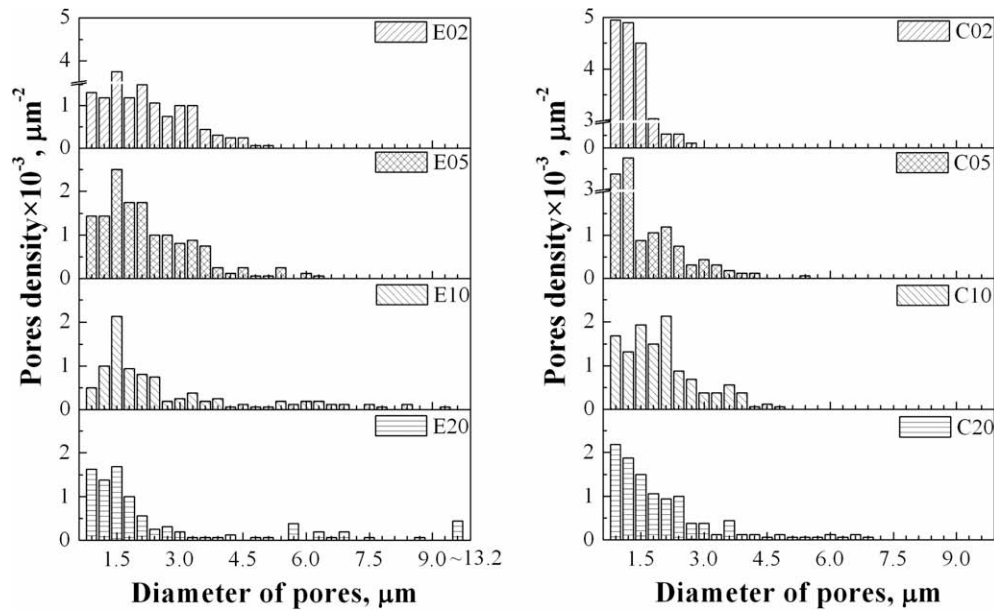 5
4
1
0
E02
2
1
0
E05
2
1
0
E10
2
1
0
E20
1.5 3.0 4.5 6.0 7.5 9.0 ~13.2
Pores density×10⁻³, μm⁻²
Diameter of pores, μm
5
4
3
0
C02
3
1
0
C05
2
1
0
C10
2
1
0
C20
1.5 3.0 4.5 6.0 7.5 9.0
Pores density×10⁻³, μm⁻²
Diameter of pores, μm